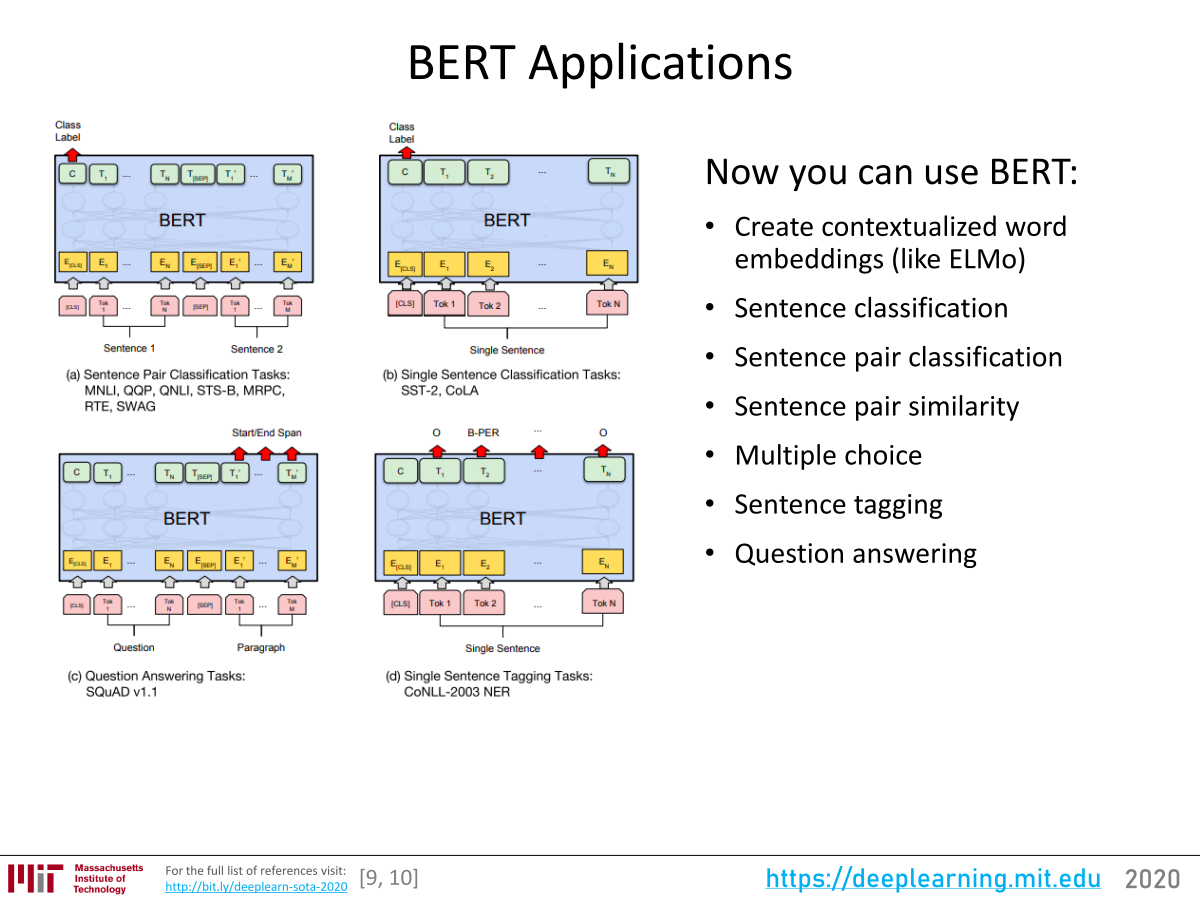 BERT Applications
Class
Label
C T1 ... TN T[SEP] T1' ... TM'
BERT
E[CLS] E1 ... EN E[SEP] E1' ... EM'
[CLS] Tok 1 ... Tok N [SEP] Tok 1 ... Tok M
Sentence 1 Sentence 2
(a) Sentence Pair Classification Tasks:
MNLI, QQP, QNLI, STS-B, MRPC,
RTE, SWAG
Class
Label
C T1 T2 ... TN
BERT
E[CLS] E1 E2 ... EN
[CLS] Tok 1 Tok 2 ... Tok N
Single Sentence
(b) Single Sentence Classification Tasks:
SST-2, CoLA
Start/End Span
C T1 ... TN T[SEP] T1' ... TM'
BERT
E[CLS] E1 ... EN E[SEP] E1' ... EM'
[CLS] Tok 1 ... Tok N [SEP] Tok 1 ... Tok M
Question Paragraph
(c) Question Answering Tasks:
SQuAD v1.1
O B-PER ... O
C T1 T2 ... TN
BERT
E[CLS] E1 E2 ... EN
[CLS] Tok 1 Tok 2 ... Tok N
Single Sentence
(d) Single Sentence Tagging Tasks:
CoNLL-2003 NER
Now you can use BERT:
• Create contextualized word
embeddings (like ELMo)
• Sentence classification
• Sentence pair classification
• Sentence pair similarity
• Multiple choice
• Sentence tagging
• Question answering
Massachusetts
Institute of
Technology
For the full list of references visit:
http://bit.ly/deeplearn-sota-2020
[9, 10]
https://deeplearning.mit.edu 2020